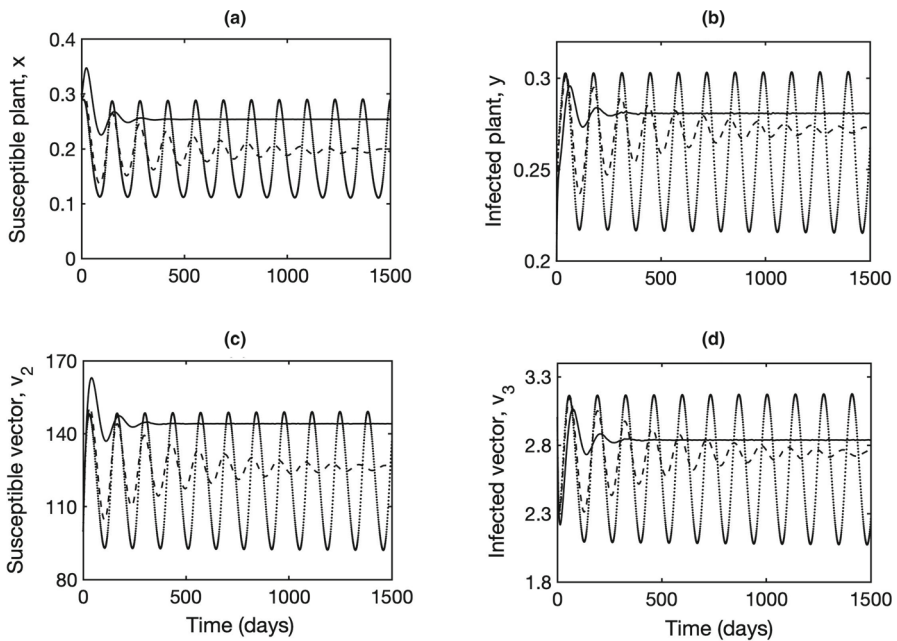 (a)
Susceptible plant, x
0.4
0.3
0.2
0.1
0
0 500 1000 1500
(b)
Infected plant, y
0.3
0.25
0.2
0 500 1000 1500
(c)
Susceptible vector, v2
170
140
110
80
0 500 1000 1500
Time (days)
(d)
Infected vector, v3
3.3
2.8
2.3
1.8
0 500 1000 1500
Time (days)